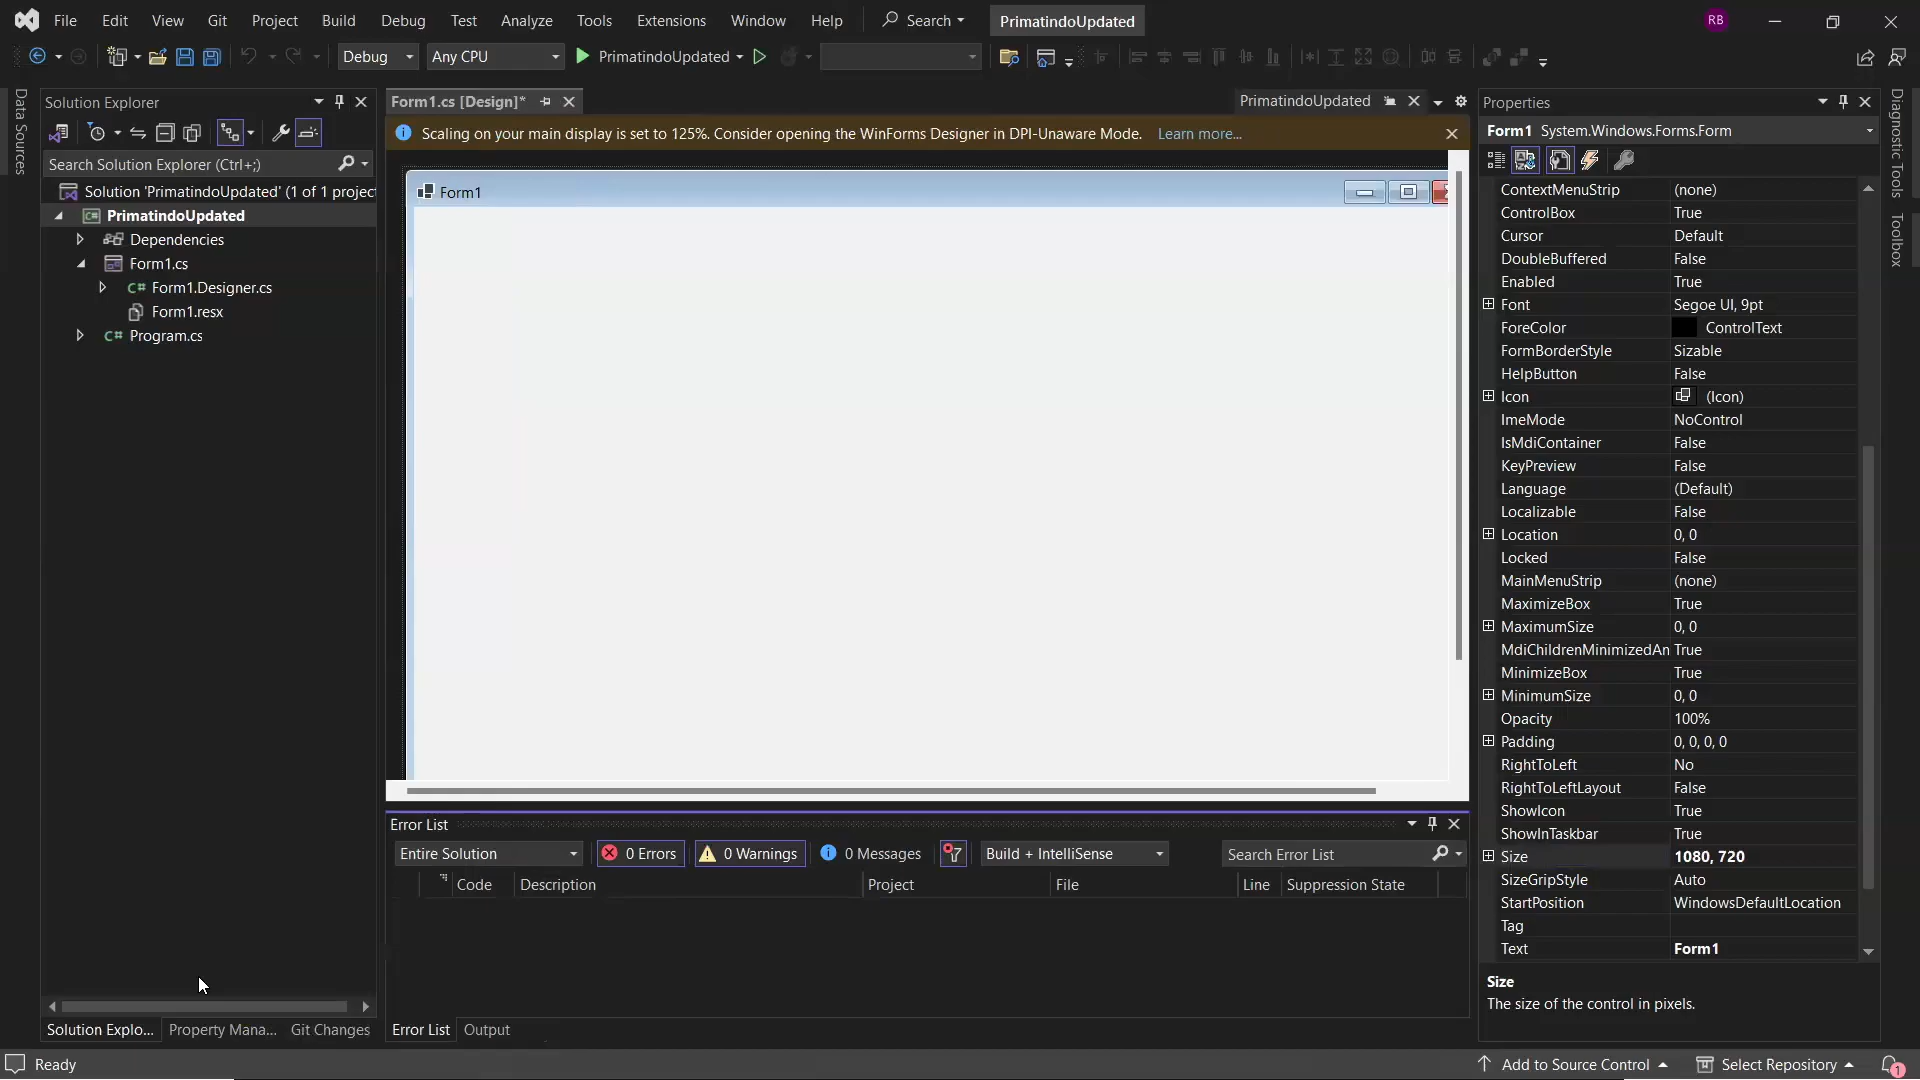 File Edit View Git Project Build Debug Test Analyze Tools Extensions Window Help Search PrimatindoUpdated RB
Debug Any CPU PrimatindoUpdated
Data Sources
Solution Explorer
Search Solution Explorer (Ctrl+;)
Solution 'PrimatindoUpdated' (1 of 1 project
PrimatindoUpdated
Dependencies
Form1.cs
Form1.Designer.cs
Form1.resx
Program.cs
Solution Explo... Property Mana... Git Changes
Form1.cs [Design]* PrimatindoUpdated
Scaling on your main display is set to 125%. Consider opening the WinForms Designer in DPI-Unaware Mode. Learn more...
Form1
Error List
Entire Solution 0 Errors 0 Warnings 0 Messages Build + IntelliSense Search Error List
Code Description Project File Line Suppression State
Error List Output
Properties
Form1 System.Windows.Forms.Form
ContextMenuStrip (none)
ControlBox True
Cursor Default
DoubleBuffered False
Enabled True
Font Segoe UI, 9pt
ForeColor ControlText
FormBorderStyle Sizable
HelpButton False
Icon (Icon)
ImeMode NoControl
IsMdiContainer False
KeyPreview False
Language (Default)
Localizable False
Location 0, 0
Locked False
MainMenuStrip (none)
MaximizeBox True
MaximumSize 0, 0
MdiChildrenMinimizedAn True
MinimizeBox True
MinimumSize 0, 0
Opacity 100%
Padding 0, 0, 0, 0
RightToLeft No
RightToLeftLayout False
ShowIcon True
ShowInTaskbar True
Size 1080, 720
SizeGripStyle Auto
StartPosition WindowsDefaultLocation
Tag
Text Form1
Size
The size of the control in pixels.
Diagnostic Tools
Toolbox
Ready Add to Source Control Select Repository 1